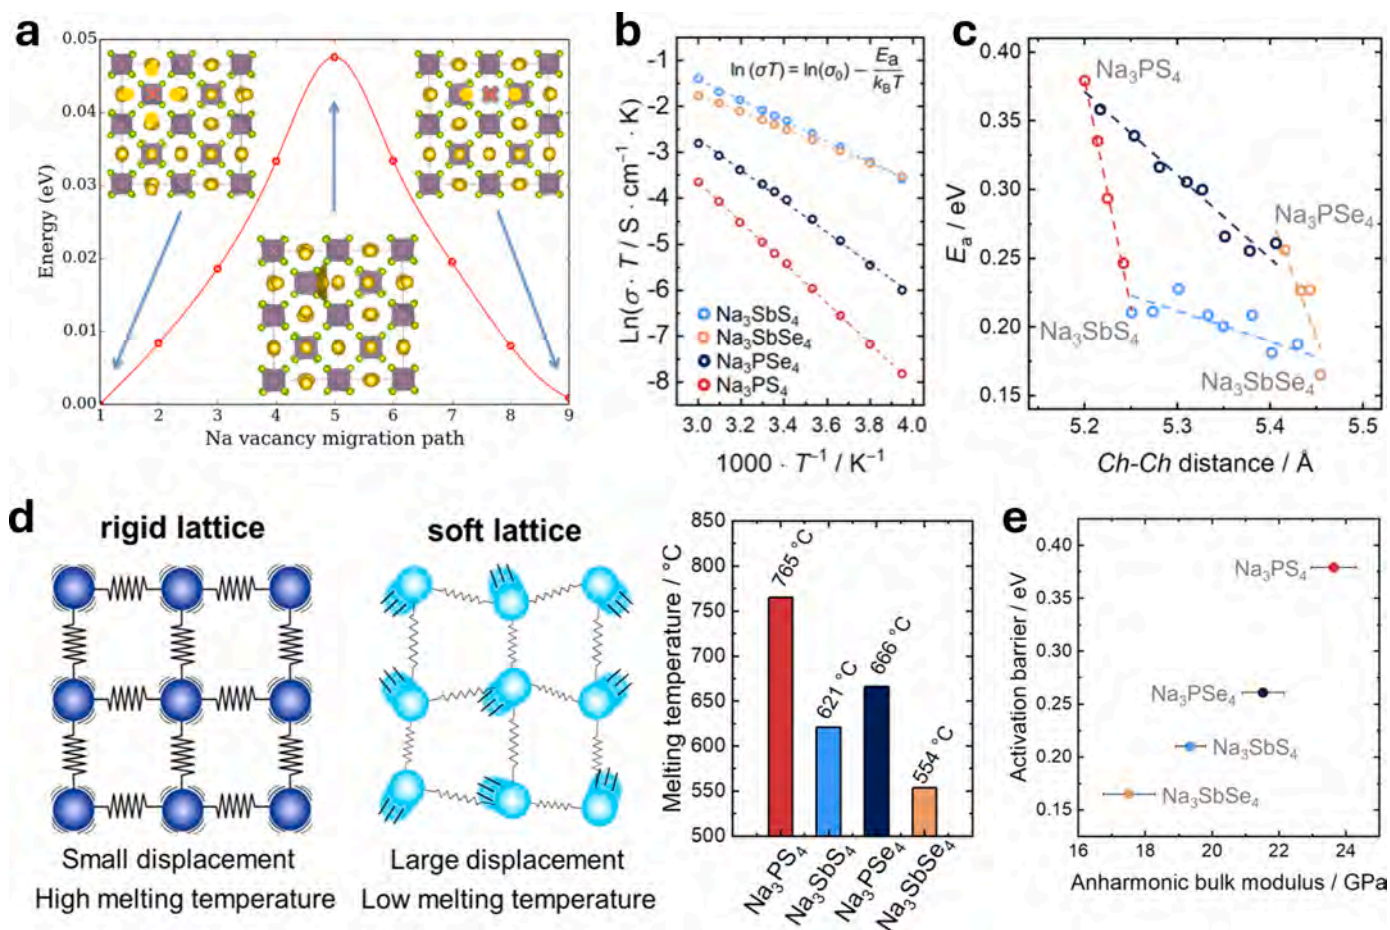 a
0.05
0.04
0.03
0.02
0.01
0.00
Energy (eV)
1 2 3 4 5 6 7 8 9
Na vacancy migration path
b
-1
-2
-3
-4
-5
-6
-7
-8
Ln(σ · T / S · cm⁻¹ · K)
ln (σT) = ln(σ₀) − Eₐ/k_BT
Na₃SbS₄
Na₃SbSe₄
Na₃PSe₄
Na₃PS₄
3.0 3.2 3.4 3.6 3.8 4.0
1000 · T⁻¹ / K⁻¹
c
0.40
0.35
0.30
0.25
0.20
0.15
Eₐ / eV
Na₃PS₄
Na₃PSe₄
Na₃SbS₄
Na₃SbSe₄
5.2 5.3 5.4 5.5
Ch-Ch distance / Å
d
rigid lattice
Small displacement
High melting temperature
soft lattice
Large displacement
Low melting temperature
850
800
750
700
650
600
550
500
Melting temperature / °C
765 °C
621 °C
666 °C
554 °C
Na₃PS₄
Na₃SbS₄
Na₃PSe₄
Na₃SbSe₄
e
0.40
0.35
0.30
0.25
0.20
0.15
Activation barrier / eV
Na₃PS₄
Na₃PSe₄
Na₃SbS₄
Na₃SbSe₄
16 18 20 22 24
Anharmonic bulk modulus / GPa